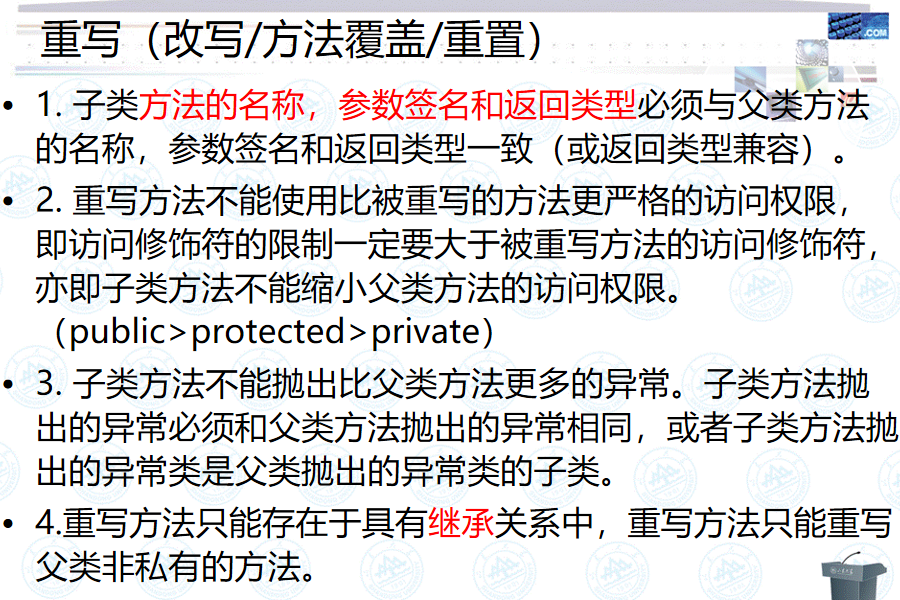 重写（改写/方法覆盖/重置）
.COM
• 1. 子类方法的名称，参数签名和返回类型必须与父类方法
的名称，参数签名和返回类型一致（或返回类型兼容）。
• 2. 重写方法不能使用比被重写的方法更严格的访问权限，
即访问修饰符的限制一定要大于被重写方法的访问修饰符，
亦即子类方法不能缩小父类方法的访问权限。
（public>protected>private）
• 3. 子类方法不能抛出比父类方法更多的异常。子类方法抛
出的异常必须和父类方法抛出的异常相同，或者子类方法抛
出的异常类是父类抛出的异常类的子类。
• 4.重写方法只能存在于具有继承关系中，重写方法只能重写
父类非私有的方法。